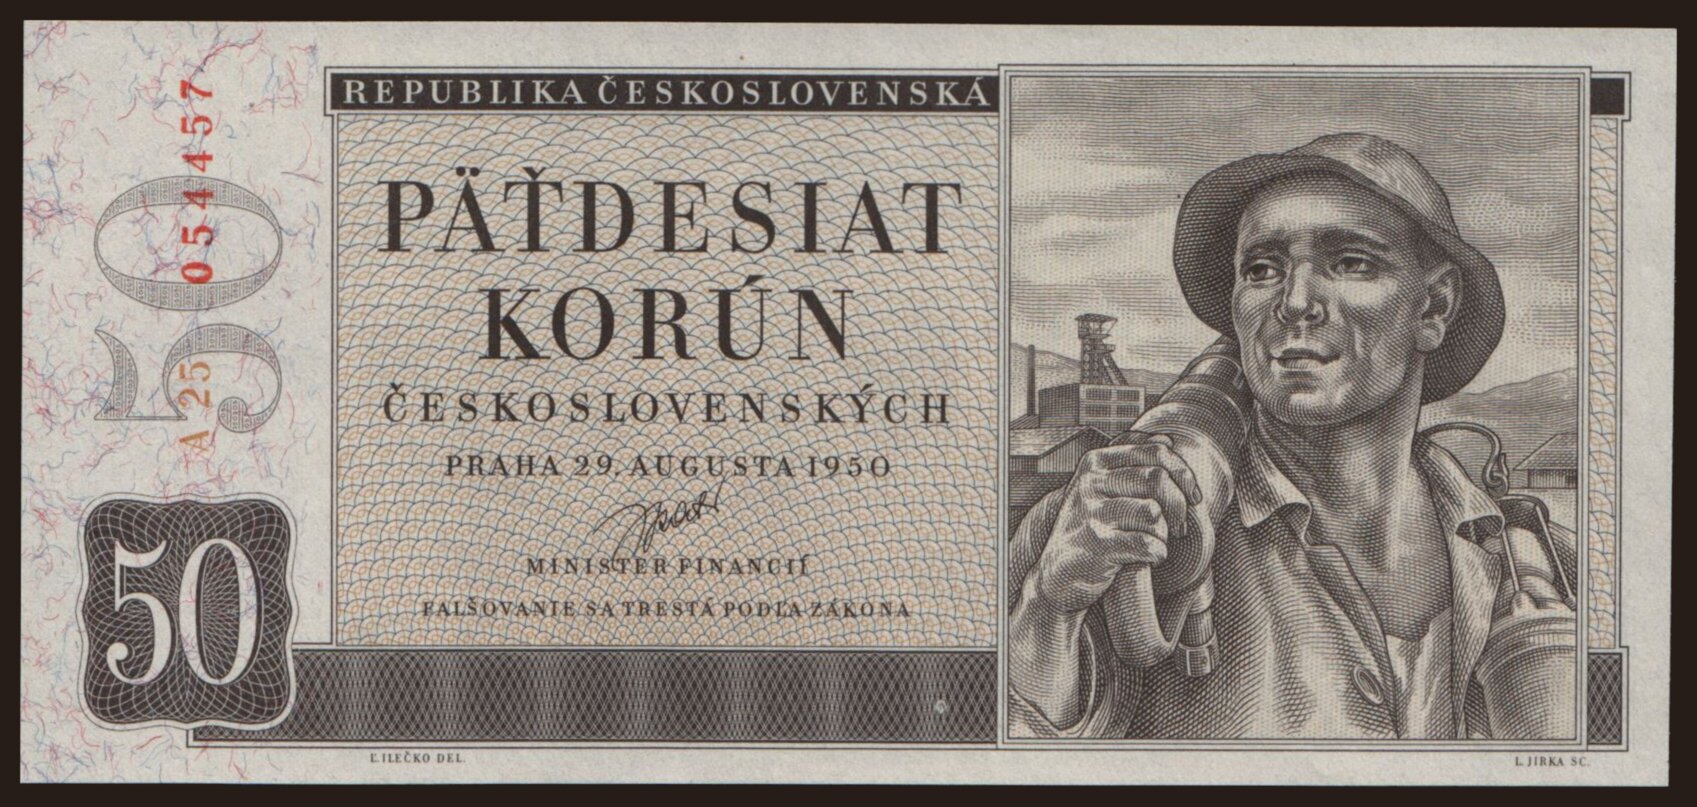 REPUBLIKA ČESKOSLOVENSKÁ
PÄŤDESIAT
KORÚN
ČESKOSLOVENSKÝCH
PRAHA 29. AUGUSTA 1950
MINISTER FINANCIÍ
FALŠOVANIE SA TRESTÁ PODĽA ZÁKONA
50
A 25 054457
50
Ľ. ILEČKO DEL.
L. JIRKA SC.